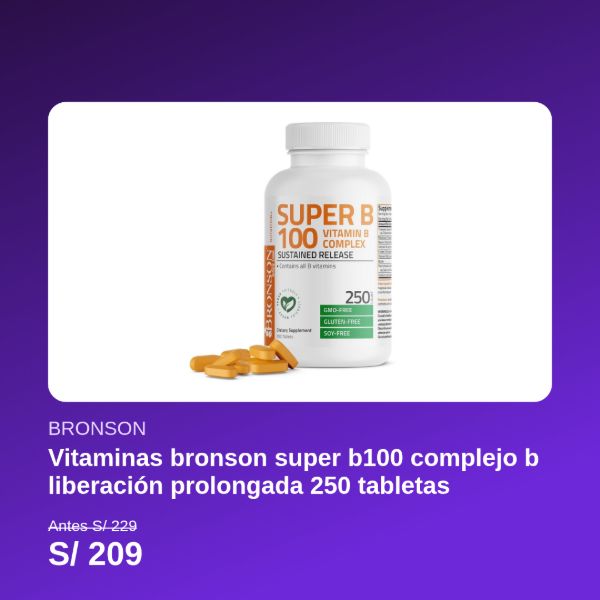 SUPER B
100 VITAMIN B
COMPLEX
SUSTAINED RELEASE
• Contains all B vitamins
BRONSON
250
GMO-FREE
GLUTEN-FREE
SOY-FREE
Dietary Supplement
BRONSON
Vitaminas bronson super b100 complejo b
liberación prolongada 250 tabletas
Antes S/ 229
S/ 209